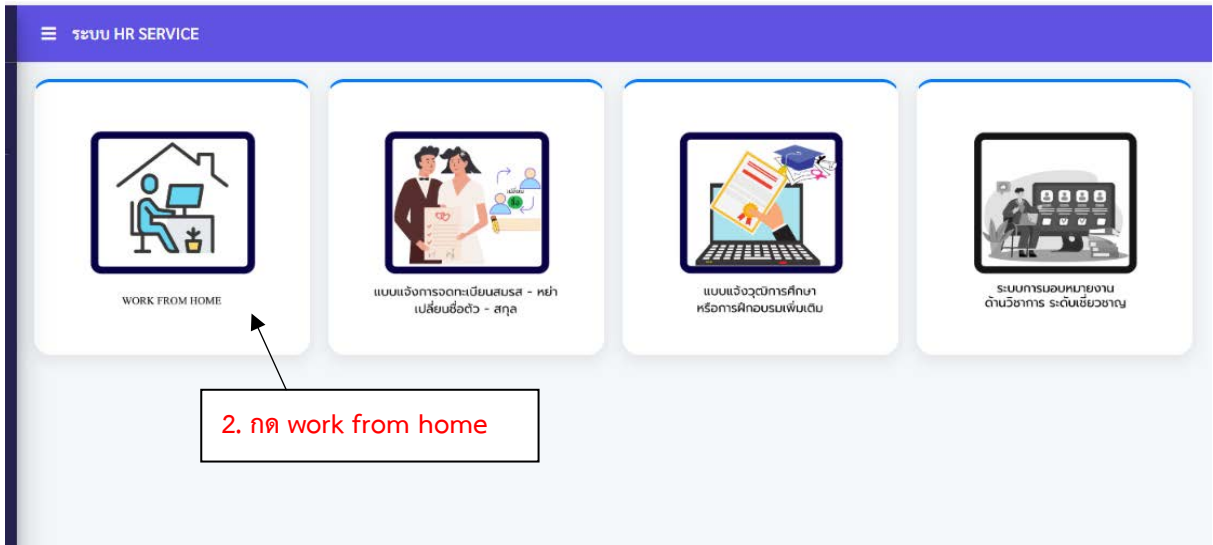 ระบบ HR SERVICE
WORK FROM HOME
เปลี่ยน
แบบแจ้งการจดทะเบียนสมรส - หย่า
เปลี่ยนชื่อตัว - สกุล
แบบแจ้งวุฒิการศึกษา
หรือการฝึกอบรมเพิ่มเติม
ระบบการมอบหมายงาน
ด้านวิชาการ ระดับเชี่ยวชาญ
2. กด work from home